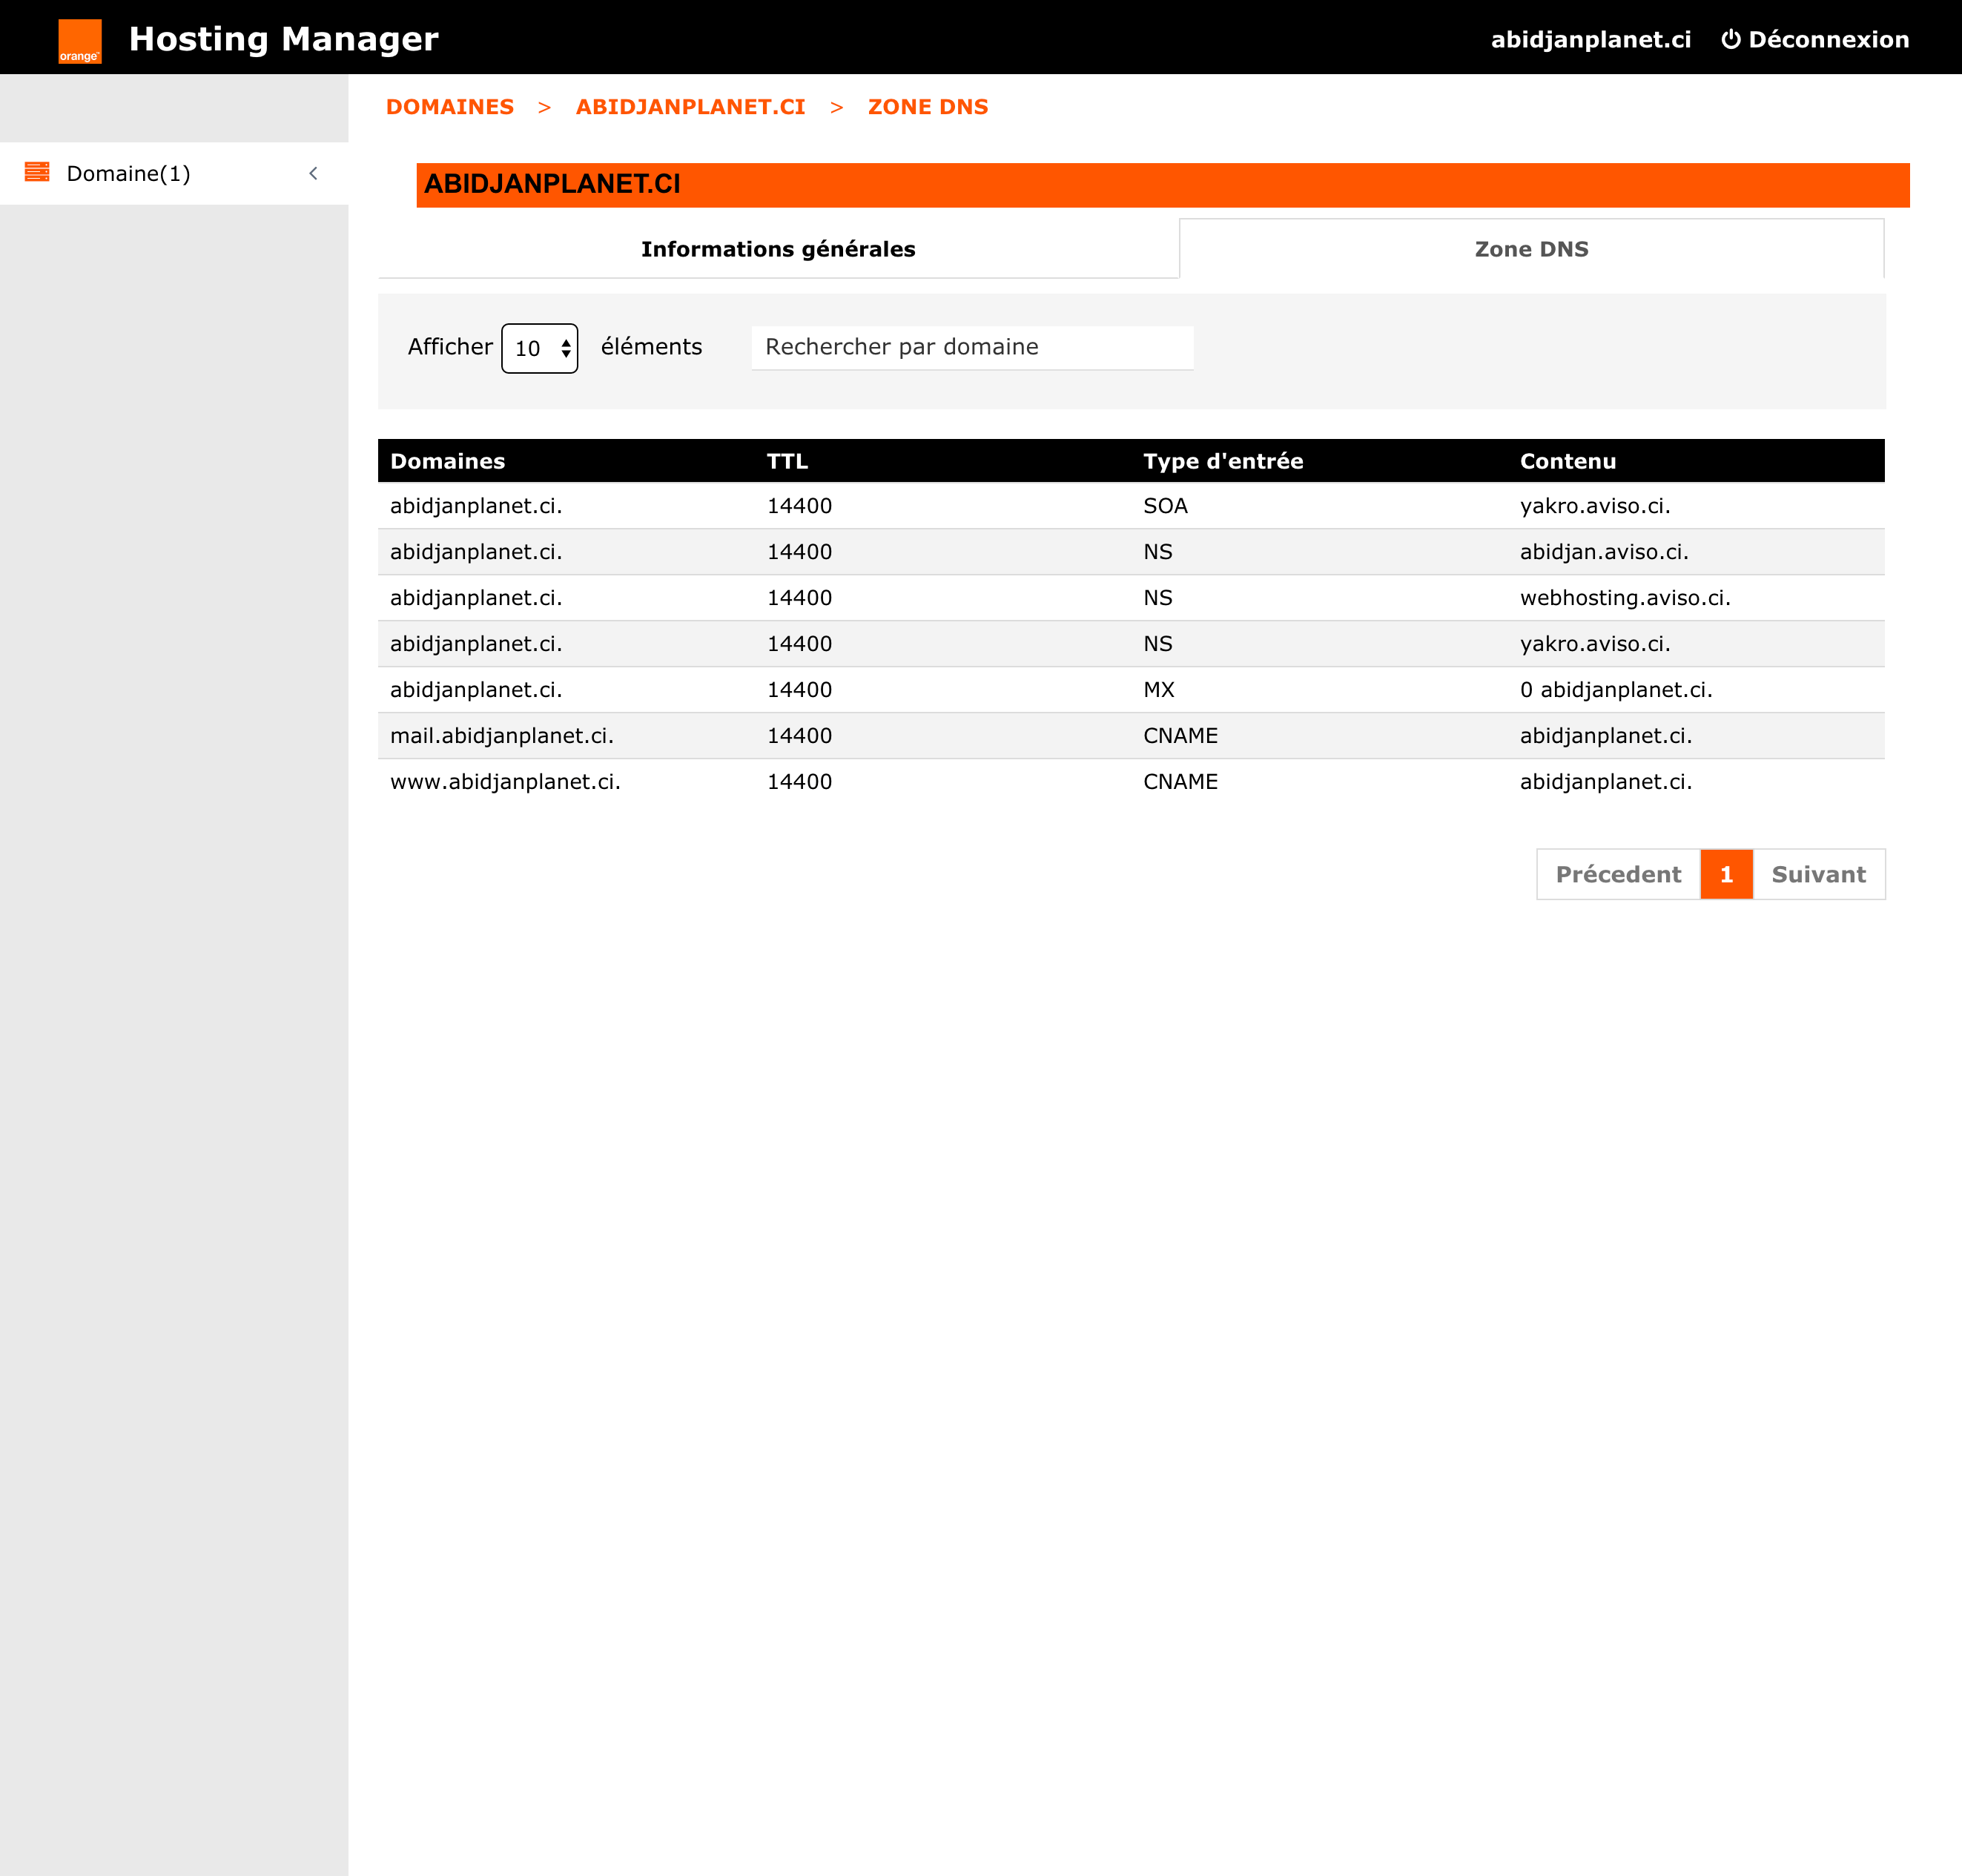 orange™
Hosting Manager
abidjanplanet.ci Déconnexion
DOMAINES > ABIDJANPLANET.CI > ZONE DNS
Domaine(1)
ABIDJANPLANET.CI
Informations générales Zone DNS
Afficher 10 éléments Rechercher par domaine
Domaines TTL Type d'entrée Contenu
abidjanplanet.ci. 14400 SOA yakro.aviso.ci.
abidjanplanet.ci. 14400 NS abidjan.aviso.ci.
abidjanplanet.ci. 14400 NS webhosting.aviso.ci.
abidjanplanet.ci. 14400 NS yakro.aviso.ci.
abidjanplanet.ci. 14400 MX 0 abidjanplanet.ci.
mail.abidjanplanet.ci. 14400 CNAME abidjanplanet.ci.
www.abidjanplanet.ci. 14400 CNAME abidjanplanet.ci.
Précedent 1 Suivant